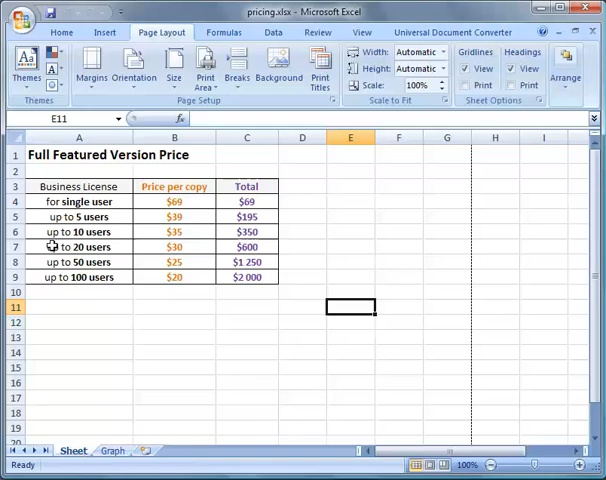 pricing.xlsx - Microsoft Excel
Home Insert Page Layout Formulas Data Review View Universal Document Converter
Themes Margins Orientation Size Print Area Breaks Background Print Titles
Width: Automatic
Height: Automatic
Scale: 100%
Gridlines Headings
View View
Print Print
Arrange
Themes Page Setup Scale to Fit Sheet Options
E11 fx
A B C D E F G H I
1 Full Featured Version Price
2
3 Business License Price per copy Total
4 for single user $69 $69
5 up to 5 users $39 $195
6 up to 10 users $35 $350
7 to 20 users $30 $600
8 up to 50 users $25 $1 250
9 up to 100 users $20 $2 000
10
11
12
13
14
15
16
17
18
19
20
Sheet Graph
Ready 100%